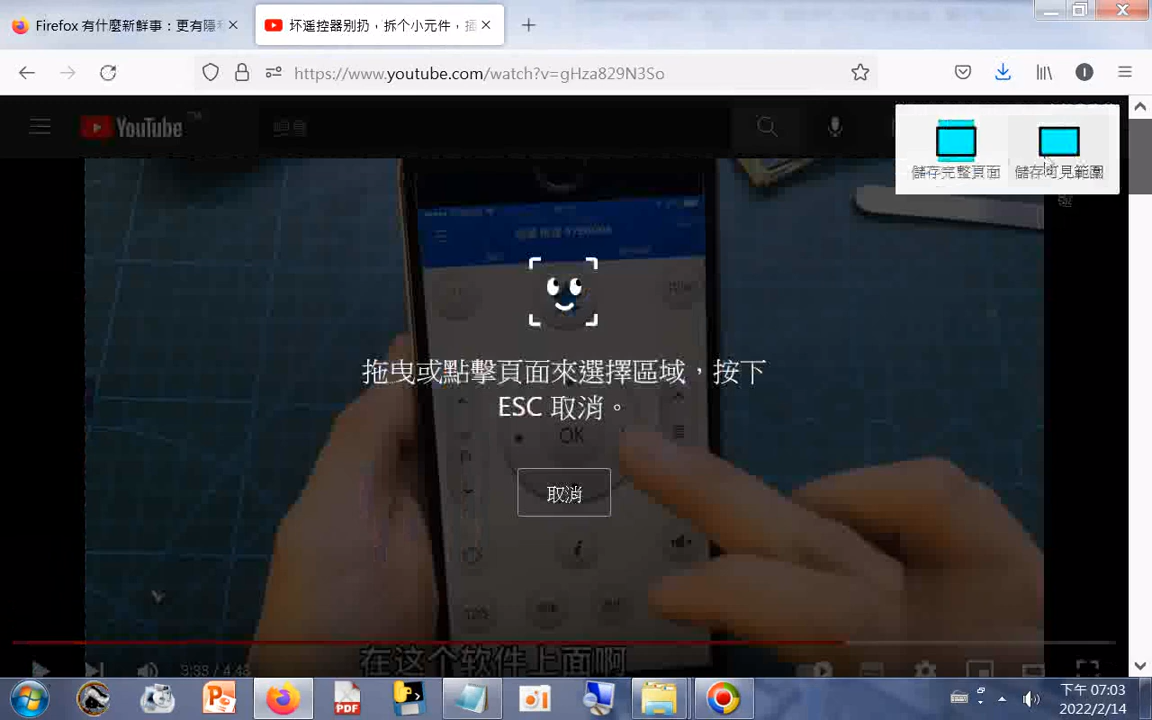 Firefox 有什麼新鮮事：更有隱
坏遥控器别扔，拆个小元件，插
https://www.youtube.com/watch?v=gHza829N3So
YouTube
TW
儲存完整頁面
儲存可見範圍
拖曳或點擊頁面來選擇區域，按下
ESC 取消。
OK
取消
3:33 / 4:43
在这个软件上面啊
PDF
下午 07:03
2022/2/14